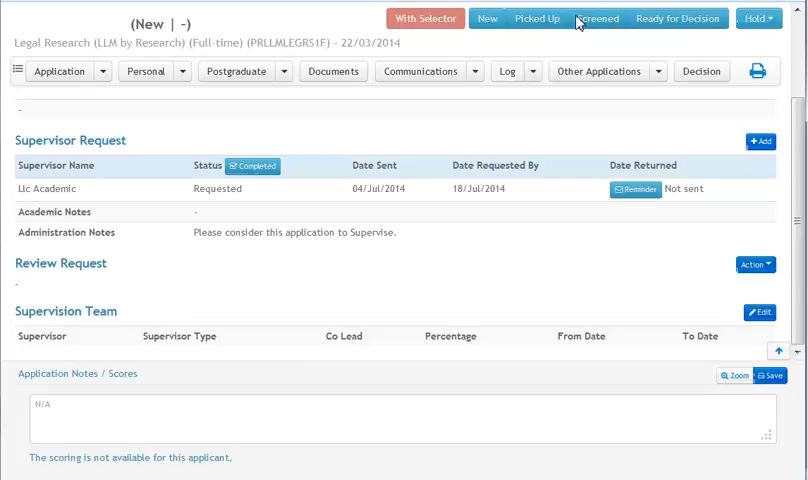 (New | -)
With Selector
New
Picked Up
Screened
Ready for Decision
Hold
Legal Research (LLM by Research) (Full-time) (PRLLMLEGRS1F) - 22/03/2014
Application
Personal
Postgraduate
Documents
Communications
Log
Other Applications
Decision
-
Supervisor Request
+ Add
Supervisor Name Status Completed Date Sent Date Requested By Date Returned
Llc Academic Requested 04/Jul/2014 18/Jul/2014 Reminder Not sent
Academic Notes -
Administration Notes Please consider this application to Supervise.
Review Request
Action
-
Supervision Team
Edit
Supervisor Supervisor Type Co Lead Percentage From Date To Date
Application Notes / Scores
Zoom
Save
N/A
The scoring is not available for this applicant.